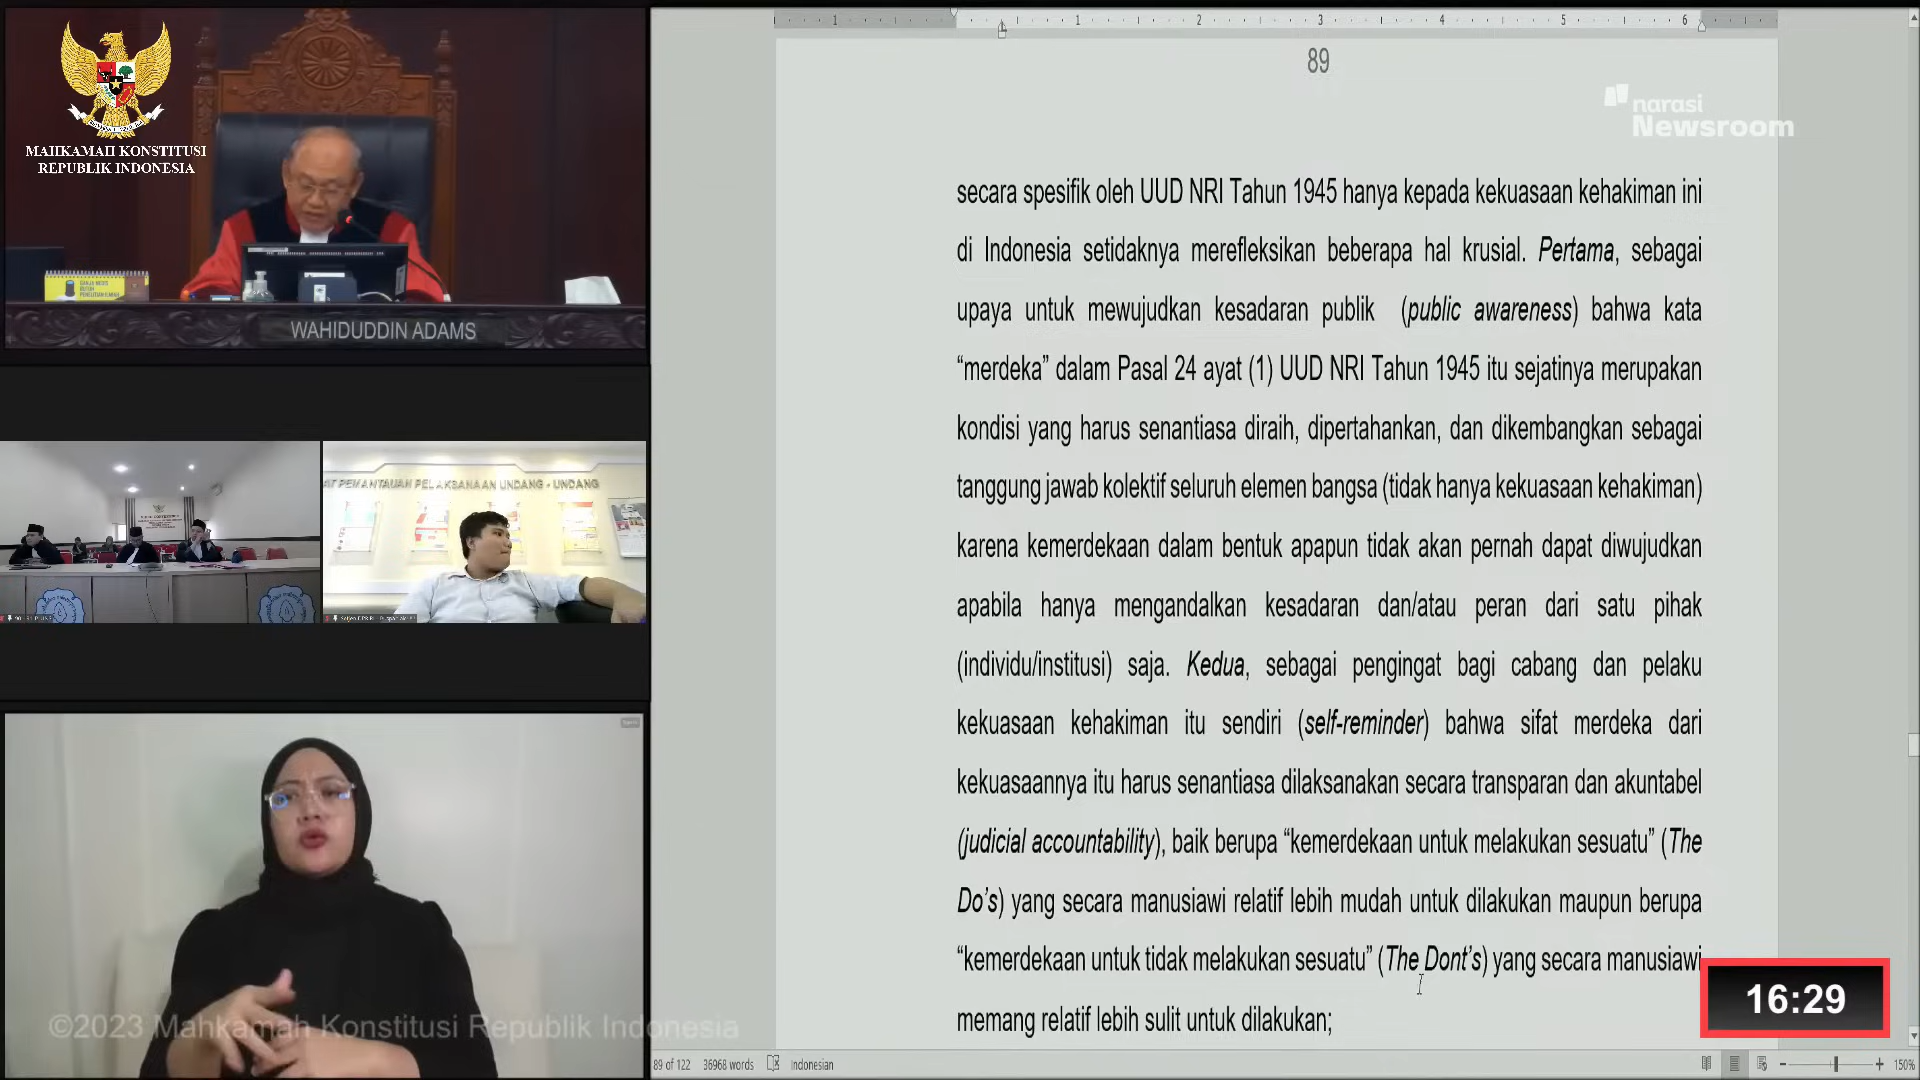 MAHKAMAH KONSTITUSI
REPUBLIK INDONESIA
WAHIDUDDIN ADAMS
PEMANTAUAN PELAKSANAAN UNDANG - UNDANG
©2023 Mahkamah Konstitusi Republik Indonesia
89
narasi
Newsroom
secara spesifik oleh UUD NRI Tahun 1945 hanya kepada kekuasaan kehakiman ini
di Indonesia setidaknya merefleksikan beberapa hal krusial. Pertama, sebagai
upaya untuk mewujudkan kesadaran publik (public awareness) bahwa kata
“merdeka” dalam Pasal 24 ayat (1) UUD NRI Tahun 1945 itu sejatinya merupakan
kondisi yang harus senantiasa diraih, dipertahankan, dan dikembangkan sebagai
tanggung jawab kolektif seluruh elemen bangsa (tidak hanya kekuasaan kehakiman)
karena kemerdekaan dalam bentuk apapun tidak akan pernah dapat diwujudkan
apabila hanya mengandalkan kesadaran dan/atau peran dari satu pihak
(individu/institusi) saja. Kedua, sebagai pengingat bagi cabang dan pelaku
kekuasaan kehakiman itu sendiri (self-reminder) bahwa sifat merdeka dari
kekuasaannya itu harus senantiasa dilaksanakan secara transparan dan akuntabel
(judicial accountability), baik berupa “kemerdekaan untuk melakukan sesuatu” (The
Do’s) yang secara manusiawi relatif lebih mudah untuk dilakukan maupun berupa
“kemerdekaan untuk tidak melakukan sesuatu” (The Dont’s) yang secara manusiawi
memang relatif lebih sulit untuk dilakukan;
16:29
89 of 122 36968 words Indonesian 150%